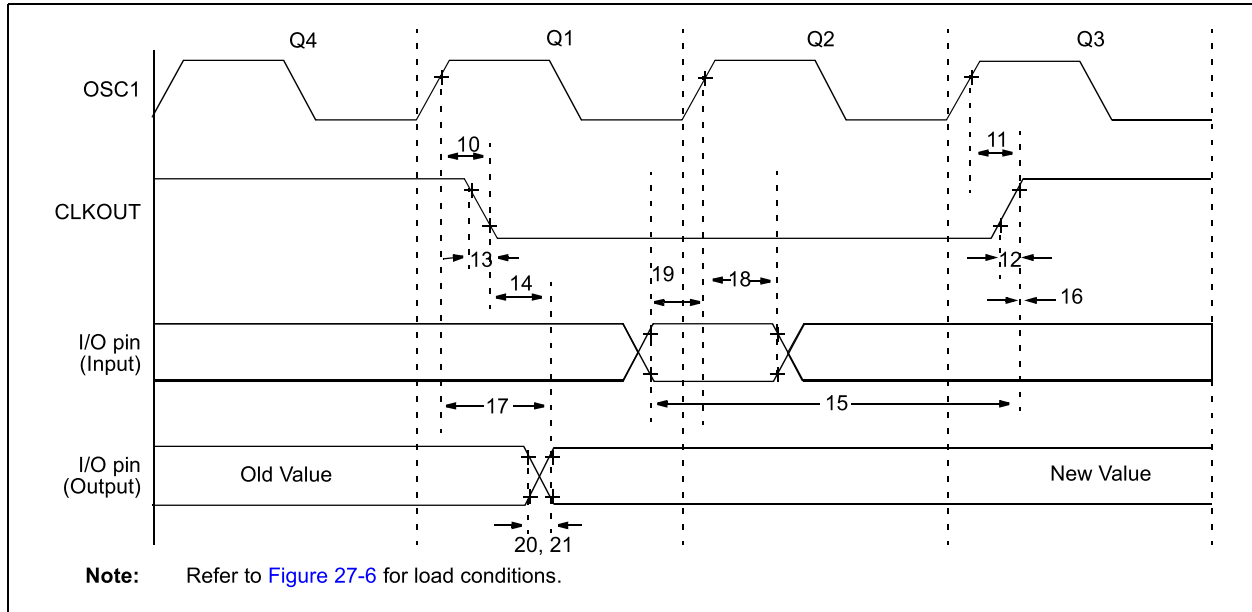 Q4 Q1 Q2 Q3
OSC1
10 11
CLKOUT
13 19 18 12
14 16
I/O pin
(Input)
17 15
I/O pin
(Output)
Old Value New Value
20, 21
Note: Refer to Figure 27-6 for load conditions.